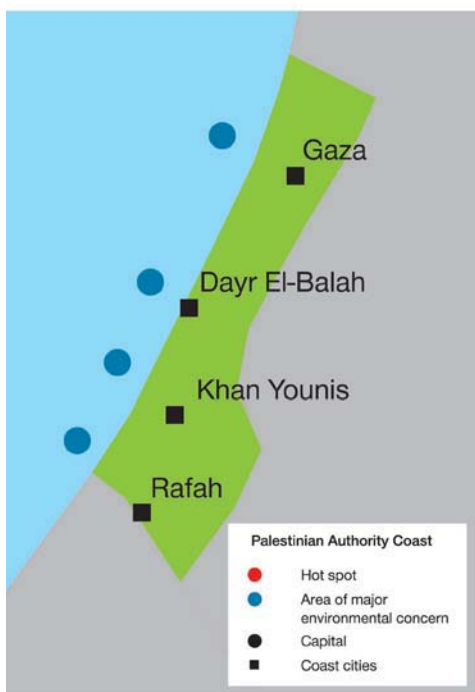 Gaza
Dayr El-Balah
Khan Younis
Rafah
Palestinian Authority Coast
Hot spot
Area of major
environmental concern
Capital
Coast cities